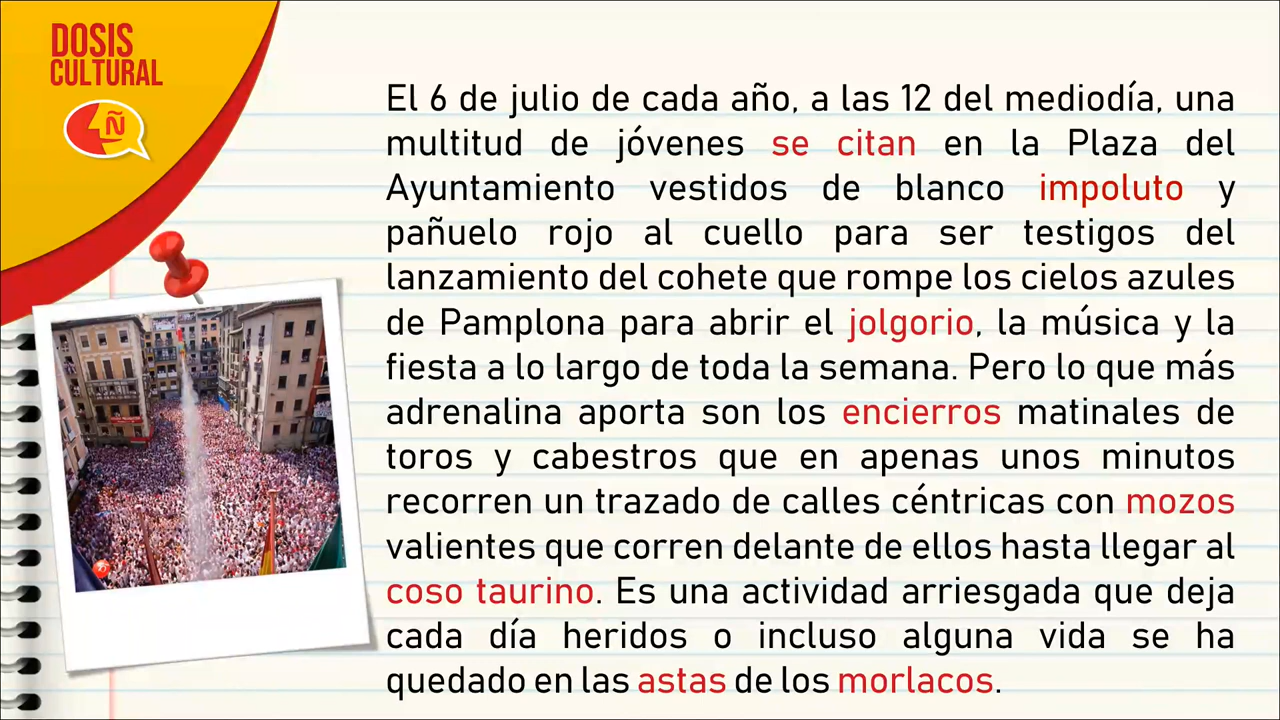 DOSIS
CULTURAL
Ñ
El 6 de julio de cada año, a las 12 del mediodía, una
multitud de jóvenes se citan en la Plaza del
Ayuntamiento vestidos de blanco impoluto y
pañuelo rojo al cuello para ser testigos del
lanzamiento del cohete que rompe los cielos azules
de Pamplona para abrir el jolgorio, la música y la
fiesta a lo largo de toda la semana. Pero lo que más
adrenalina aporta son los encierros matinales de
toros y cabestros que en apenas unos minutos
recorren un trazado de calles céntricas con mozos
valientes que corren delante de ellos hasta llegar al
coso taurino. Es una actividad arriesgada que deja
cada día heridos o incluso alguna vida se ha
quedado en las astas de los morlacos.